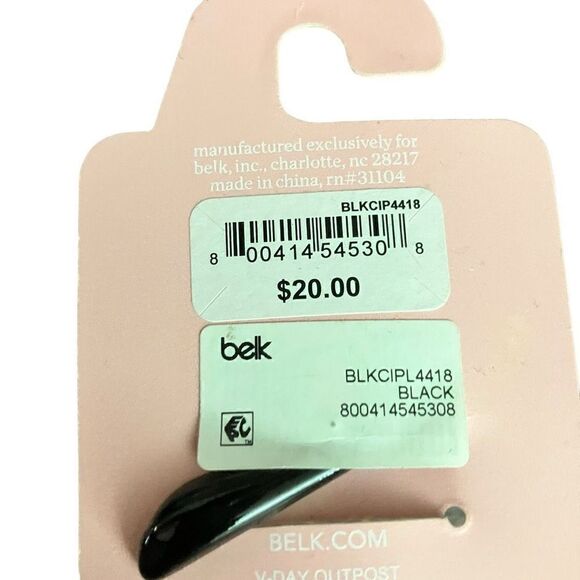 manufactured exclusively for
belk, inc., charlotte, nc 28217
made in china, rn#31104
BLKCIP4418
8 00414 54530 8
$20.00
belk
BLKCIPL4418
BLACK
800414545308
BELK.COM
V-DAY OUTPOST